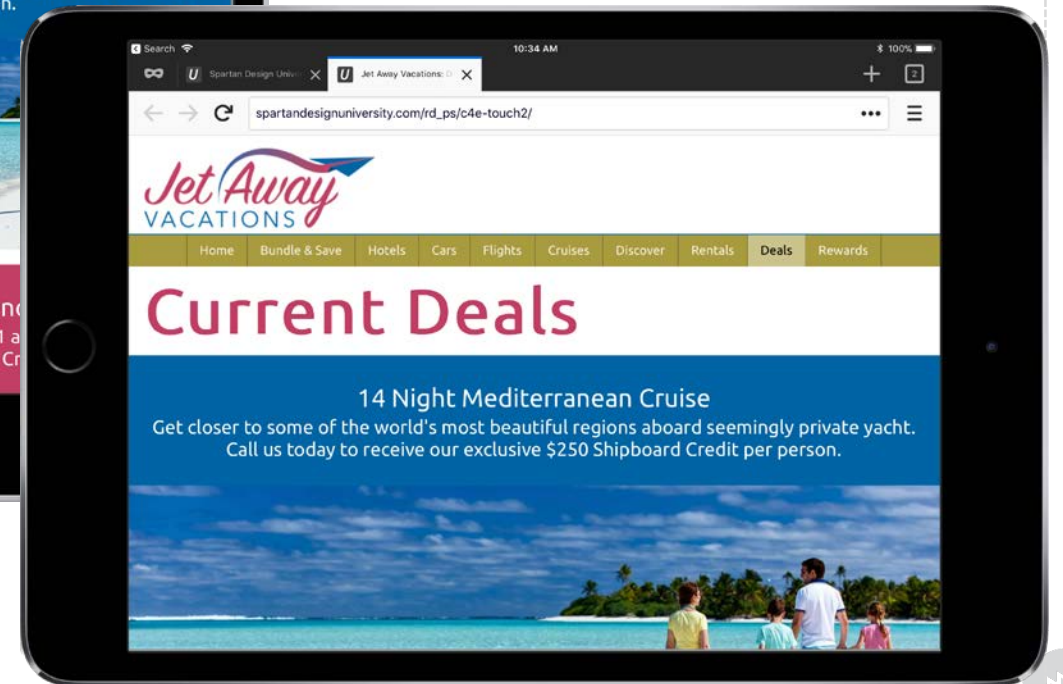 n.
Search
10:34 AM
100%
Spartan Design Unive
Jet Away Vacations: D
2
spartandesignuniversity.com/rd_ps/c4e-touch2/
Jet Away
VACATIONS
Home Bundle & Save Hotels Cars Flights Cruises Discover Rentals Deals Rewards
Current Deals
14 Night Mediterranean Cruise
Get closer to some of the world's most beautiful regions aboard seemingly private yacht.
Call us today to receive our exclusive $250 Shipboard Credit per person.